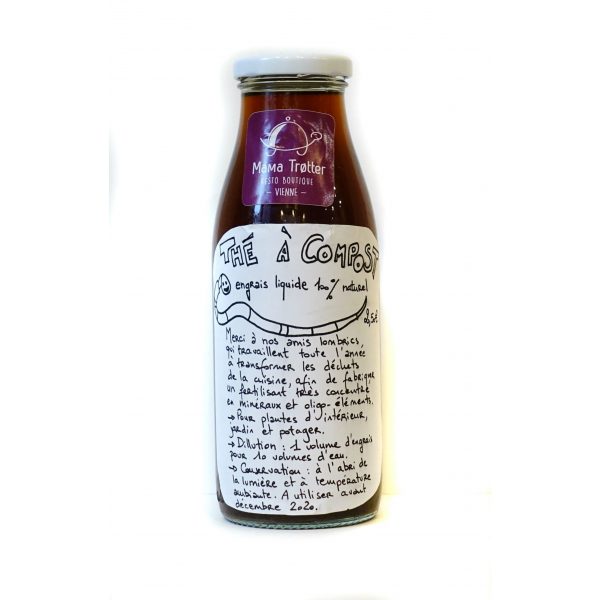 Mama Trøtter
RESTO BOUTIQUE
- VIENNE -
THÉ À COMPOST
engrais liquide 100% naturel
2,5€
Merci à nos amis lombrics
qui travaillent toute l'année
à transformer les déchets
de la cuisine, afin de fabriquer
un fertilisant très concentré
en minéraux et oligo-éléments.
→ Pour plantes d'intérieur,
jardin et potager.
→ Dillution : 1 volume d'engrais
pour 10 volumes d'eau.
→ Conservation : à l'abri de
la lumière et à température
ambiante. A utiliser avant
décembre 2020.